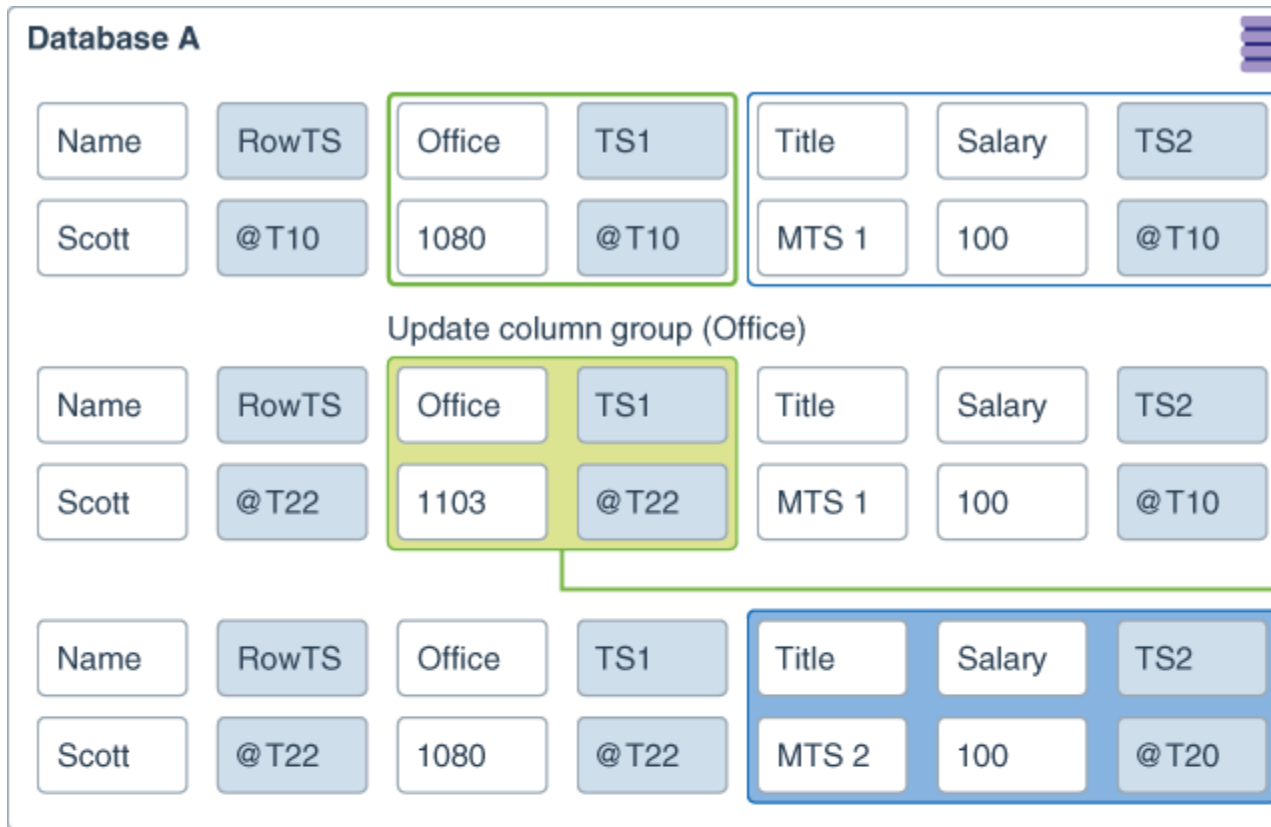 Database A
Name RowTS Office TS1 Title Salary TS2
Scott @T10 1080 @T10 MTS 1 100 @T10
Update column group (Office)
Name RowTS Office TS1 Title Salary TS2
Scott @T22 1103 @T22 MTS 1 100 @T10
Name RowTS Office TS1 Title Salary TS2
Scott @T22 1080 @T22 MTS 2 100 @T20